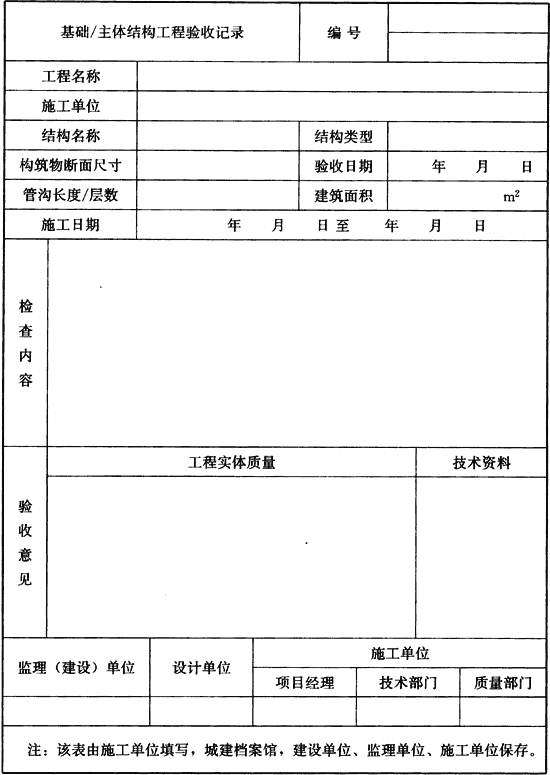 基础/主体结构工程验收记录 编号
工程名称
施工单位
结构名称 结构类型
构筑物断面尺寸 验收日期 年 月 日
管沟长度/层数 建筑面积 m²
施工日期 年 月 日至 年 月 日
检查内容
工程实体质量 技术资料
验收意见
监理（建设）单位 设计单位 施工单位
项目经理 技术部门 质量部门
注：该表由施工单位填写，城建档案馆，建设单位、监理单位、施工单位保存。